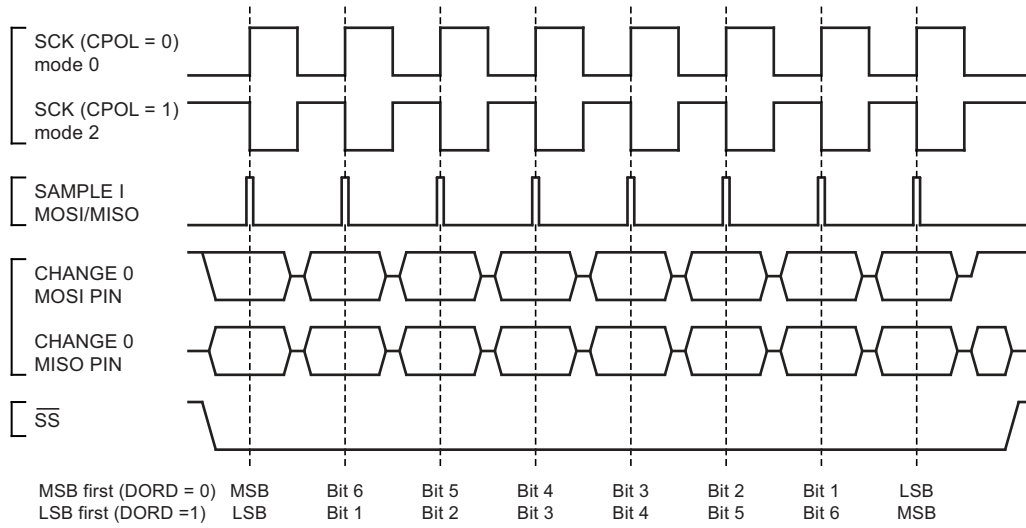 SCK (CPOL = 0)
mode 0
SCK (CPOL = 1)
mode 2
SAMPLE I
MOSI/MISO
CHANGE 0
MOSI PIN
CHANGE 0
MISO PIN
SS
MSB first (DORD = 0) MSB Bit 6 Bit 5 Bit 4 Bit 3 Bit 2 Bit 1 LSB
LSB first (DORD =1) LSB Bit 1 Bit 2 Bit 3 Bit 4 Bit 5 Bit 6 MSB